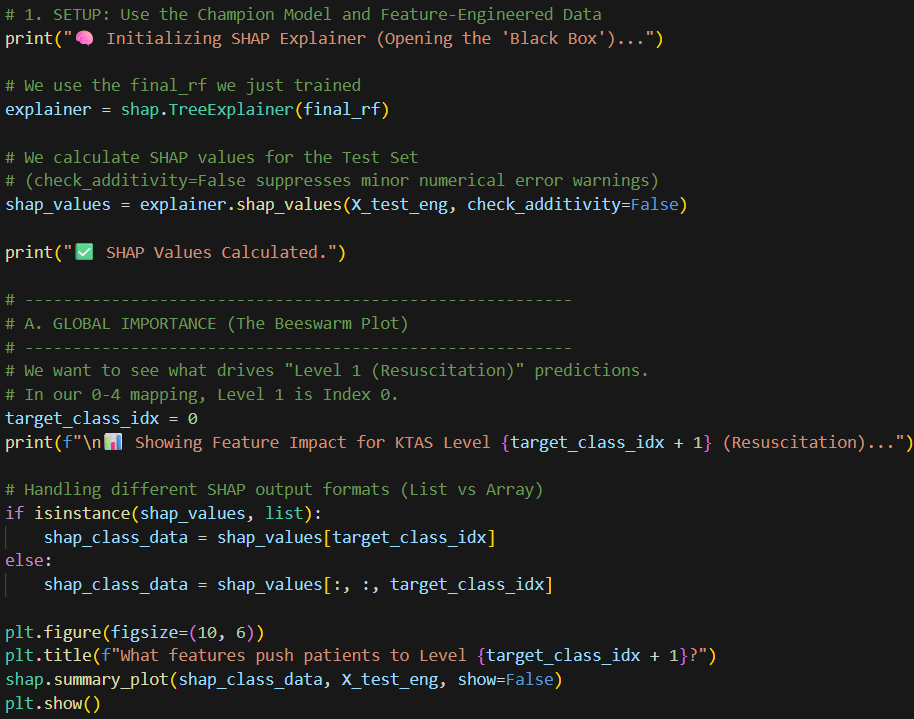 # 1. SETUP: Use the Champion Model and Feature-Engineered Data
print("🧠 Initializing SHAP Explainer (Opening the 'Black Box')...")
# We use the final_rf we just trained
explainer = shap.TreeExplainer(final_rf)
# We calculate SHAP values for the Test Set
# (check_additivity=False suppresses minor numerical error warnings)
shap_values = explainer.shap_values(X_test_eng, check_additivity=False)
print("✅ SHAP Values Calculated.")
# ---------------------------------------------------------
# A. GLOBAL IMPORTANCE (The Beeswarm Plot)
# ---------------------------------------------------------
# We want to see what drives "Level 1 (Resuscitation)" predictions.
# In our 0-4 mapping, Level 1 is Index 0.
target_class_idx = 0
print(f"\n📊 Showing Feature Impact for KTAS Level {target_class_idx + 1} (Resuscitation)...")
# Handling different SHAP output formats (List vs Array)
if isinstance(shap_values, list):
    shap_class_data = shap_values[target_class_idx]
else:
    shap_class_data = shap_values[:, :, target_class_idx]
plt.figure(figsize=(10, 6))
plt.title(f"What features push patients to Level {target_class_idx + 1}?")
shap.summary_plot(shap_class_data, X_test_eng, show=False)
plt.show()